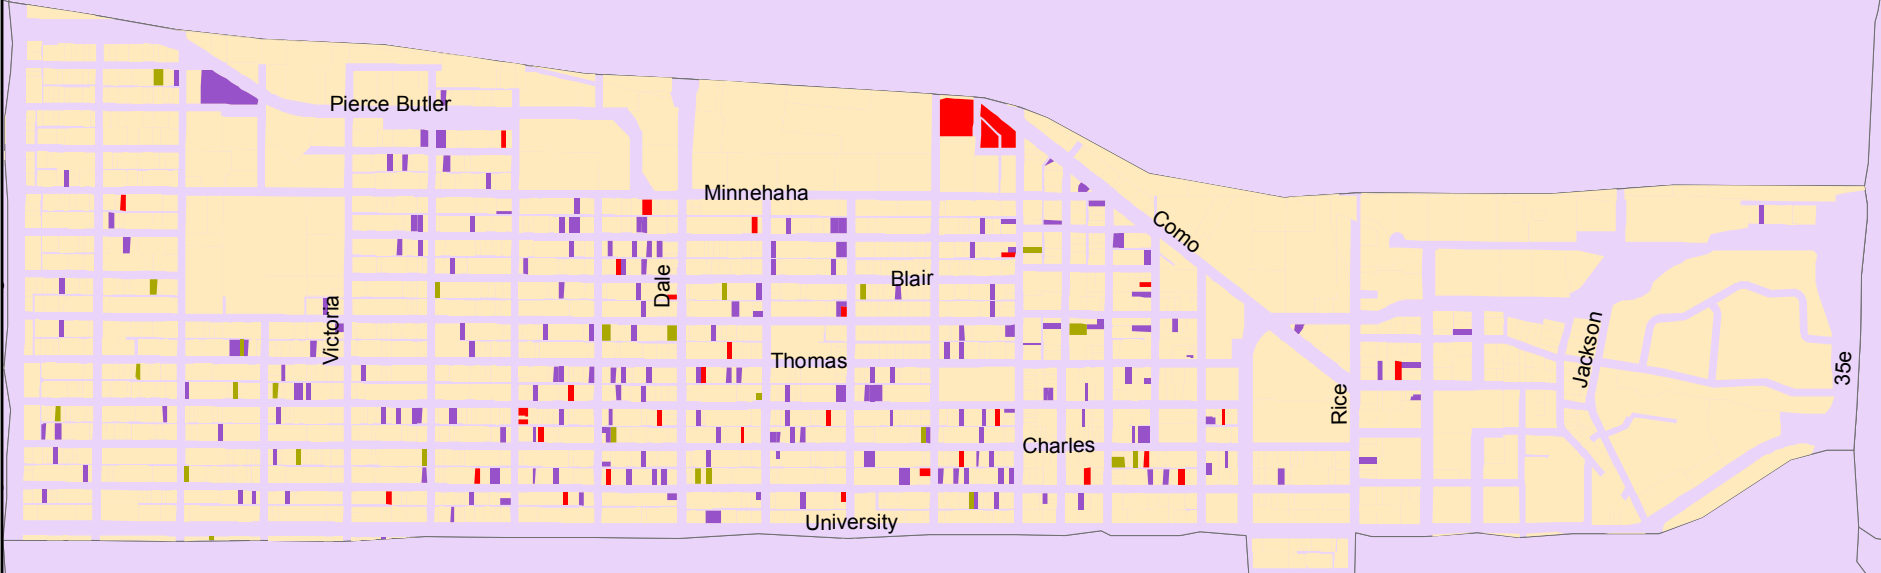 Pierce Butler
Minnehaha
Como
Blair
Dale
Victoria
Thomas
Jackson
35e
Rice
Charles
University